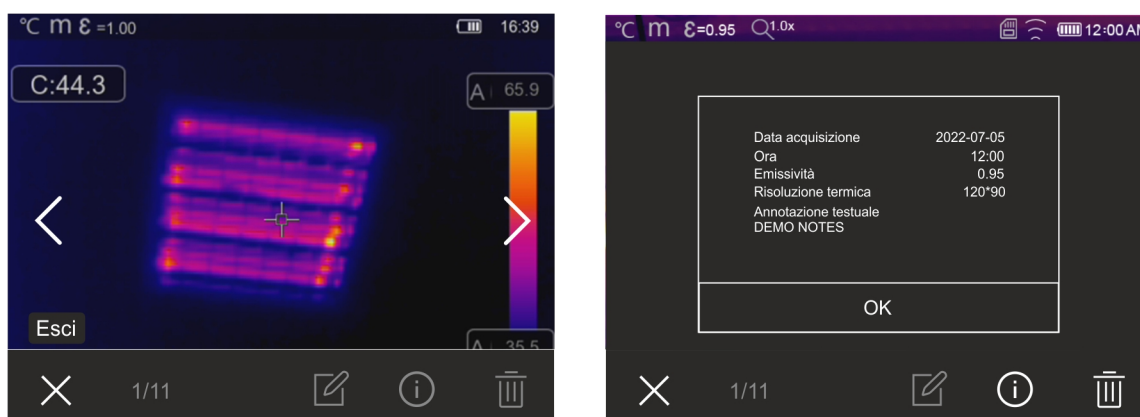 °C m ε =1.00 16:39
C:44.3
A 65.9
Esci
A 35.5
1/11
°C m ε=0.95 1.0x 12:00 AM
Data acquisizione 2022-07-05
Ora 12:00
Emissività 0.95
Risoluzione termica 120*90
Annotazione testuale
DEMO NOTES
OK
1/11